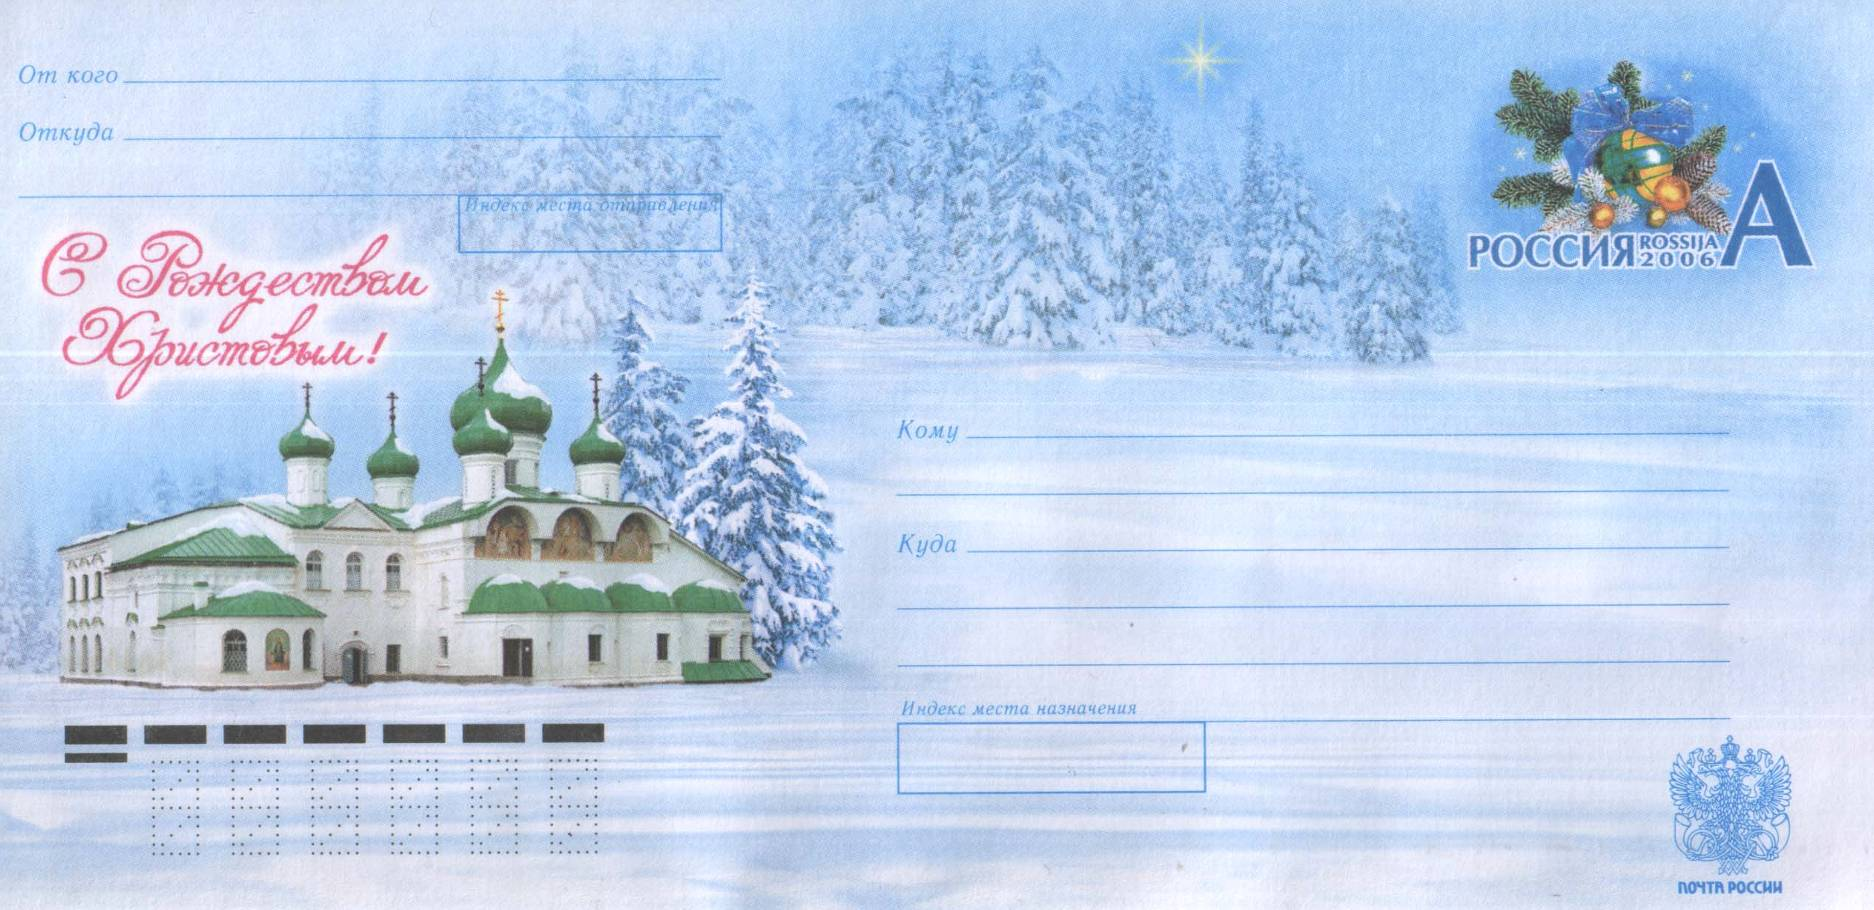 От кого
Откуда
Индекс места отправления
С Рождеством
Христовым!
РОССИЯ ROSSIJA 2006 А
Кому
Куда
Индекс места назначения
ПОЧТА РОССИИ